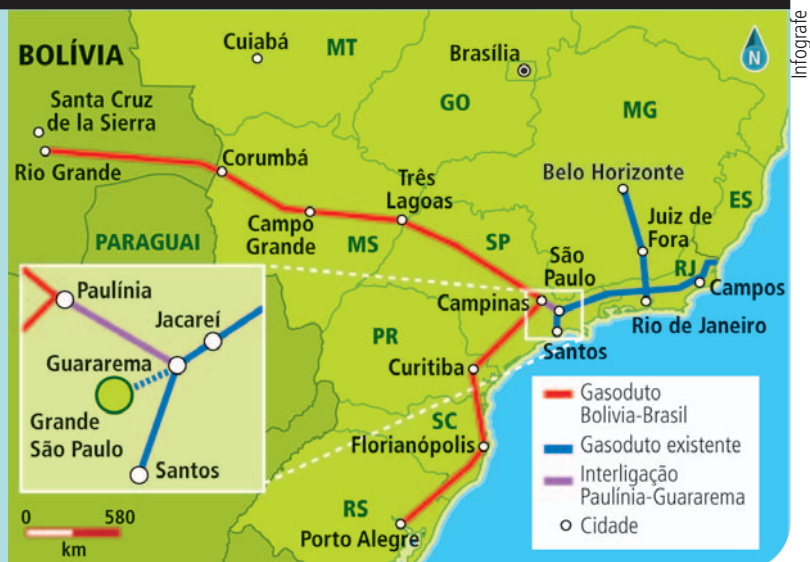 Infografe
BOLÍVIA
Cuiabá
MT
Brasília
GO
MG
Santa Cruz
de la Sierra
Rio Grande
Corumbá
Três
Lagoas
Belo Horizonte
ES
Juiz de
Fora
PARAGUAI
Campo
Grande
MS
SP
São
Paulo
RJ
Campos
Campinas
Rio de Janeiro
Santos
PR
Curitiba
SC
Florianópolis
RS
Porto Alegre
Paulínia
Jacareí
Guararema
Grande
São Paulo
Santos
0 580
km
N
Gasoduto
Bolivia-Brasil
Gasoduto existente
Interligação
Paulínia-Guararema
Cidade